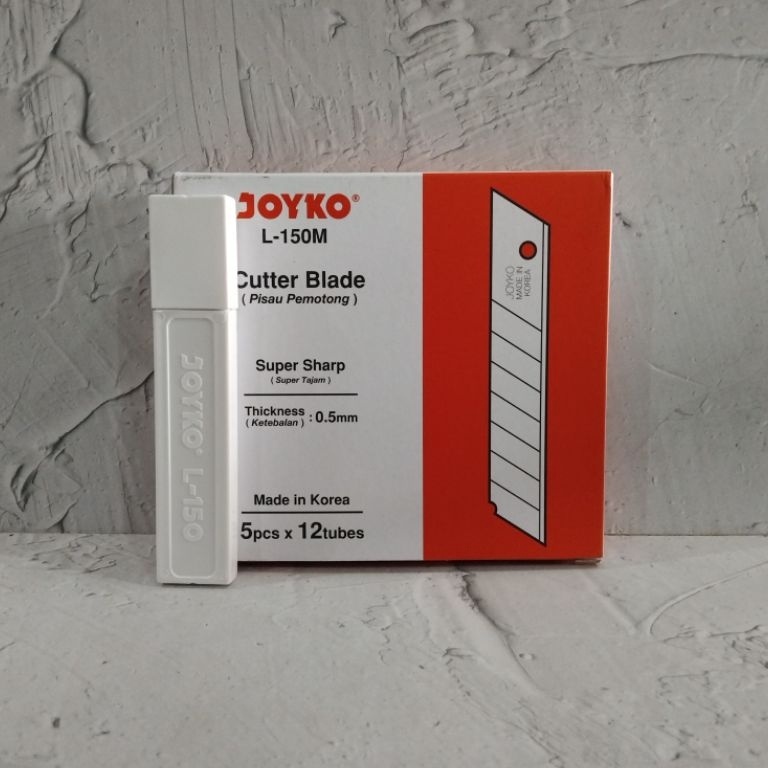 JOYKO®
L-150M
Cutter Blade
( Pisau Pemotong )
Super Sharp
( Super Tajam )
Thickness : 0.5mm
( Ketebalan )
Made in Korea
5pcs x 12tubes
JOYKO
MADE IN
KOREA
JOYKO® L-150